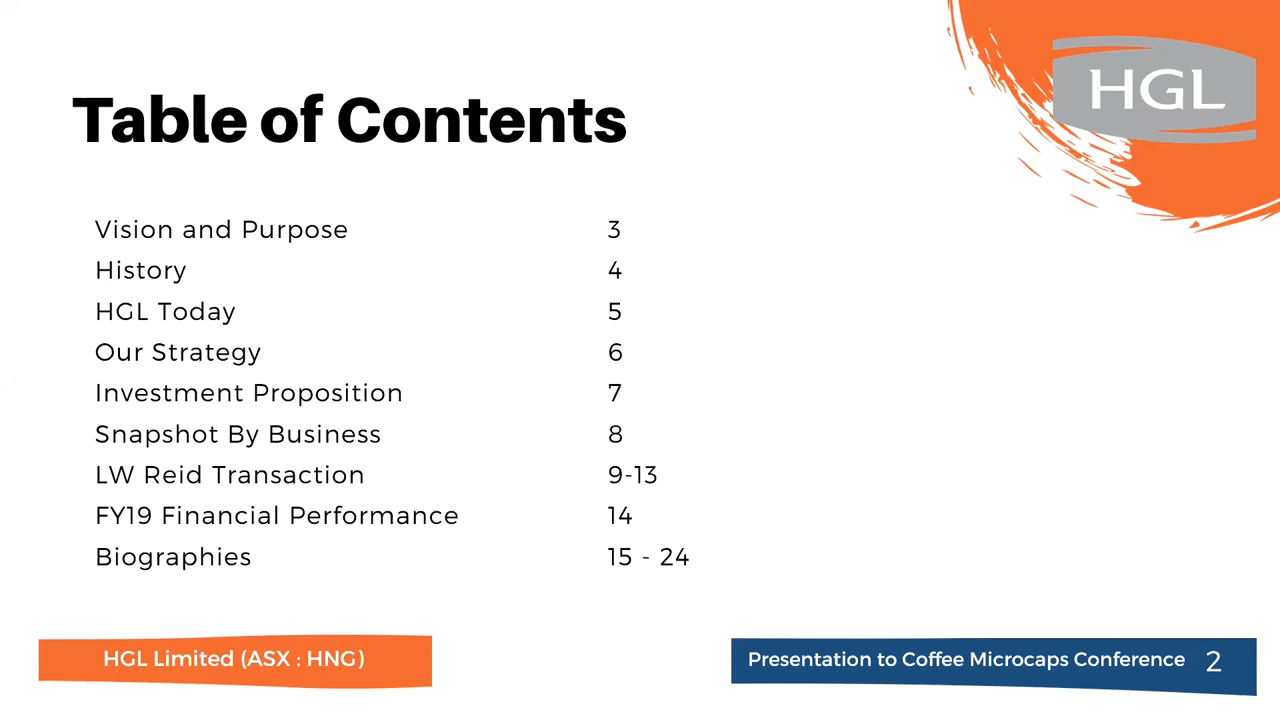 HGL
Table of Contents
Vision and Purpose 3
History 4
HGL Today 5
Our Strategy 6
Investment Proposition 7
Snapshot By Business 8
LW Reid Transaction 9-13
FY19 Financial Performance 14
Biographies 15 - 24
HGL Limited (ASX : HNG)
Presentation to Coffee Microcaps Conference 2